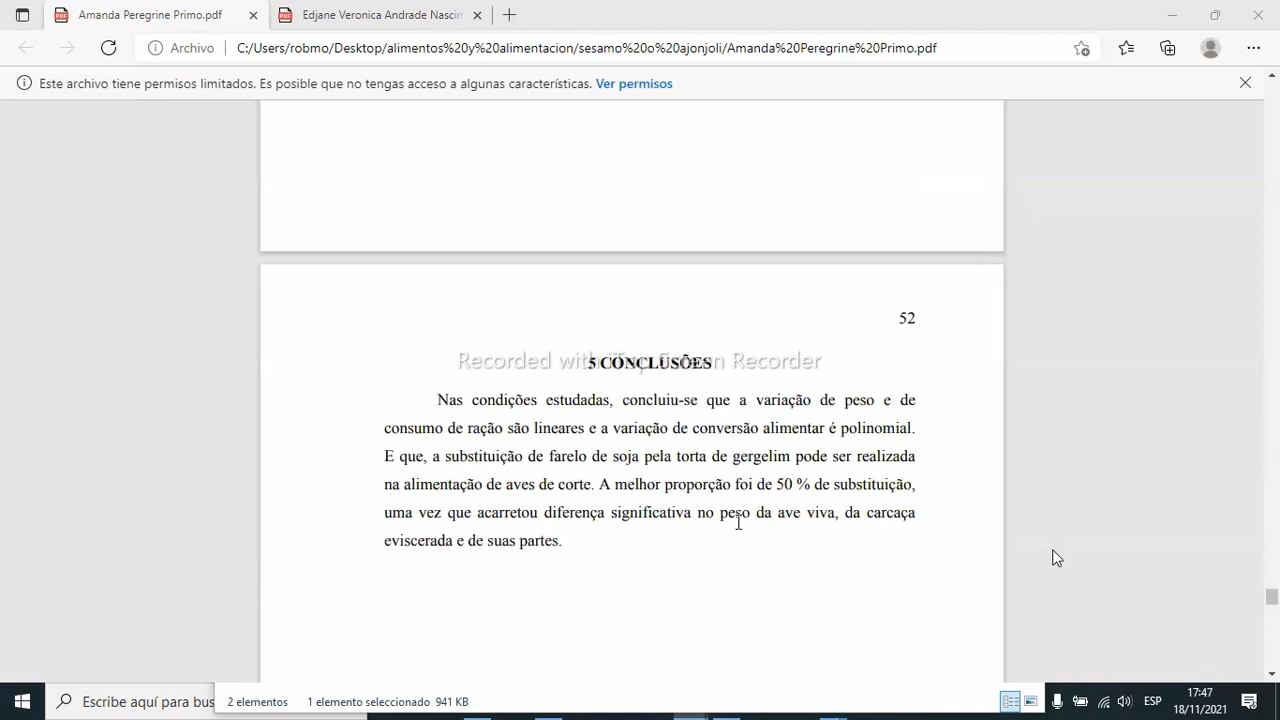 Amanda Peregrine Primo.pdf
Edjane Veronica Andrade Nascin
Archivo
C:/Users/robmo/Desktop/alimentos%20y%20alimentacion/sesamo%20o%20ajonjoli/Amanda%20Peregrine%20Primo.pdf
Este archivo tiene permisos limitados. Es posible que no tengas acceso a algunas características. Ver permisos
52
Recorded with iTop Screen Recorder
5 CONCLUSÕES
Nas condições estudadas, concluiu-se que a variação de peso e de
consumo de ração são lineares e a variação de conversão alimentar é polinomial.
E que, a substituição de farelo de soja pela torta de gergelim pode ser realizada
na alimentação de aves de corte. A melhor proporção foi de 50 % de substituição,
uma vez que acarretou diferença significativa no peso da ave viva, da carcaça
eviscerada e de suas partes.
Escribe aquí para bus
2 elementos
1 elemento seleccionado 941 KB
ESP
17:47
18/11/2021